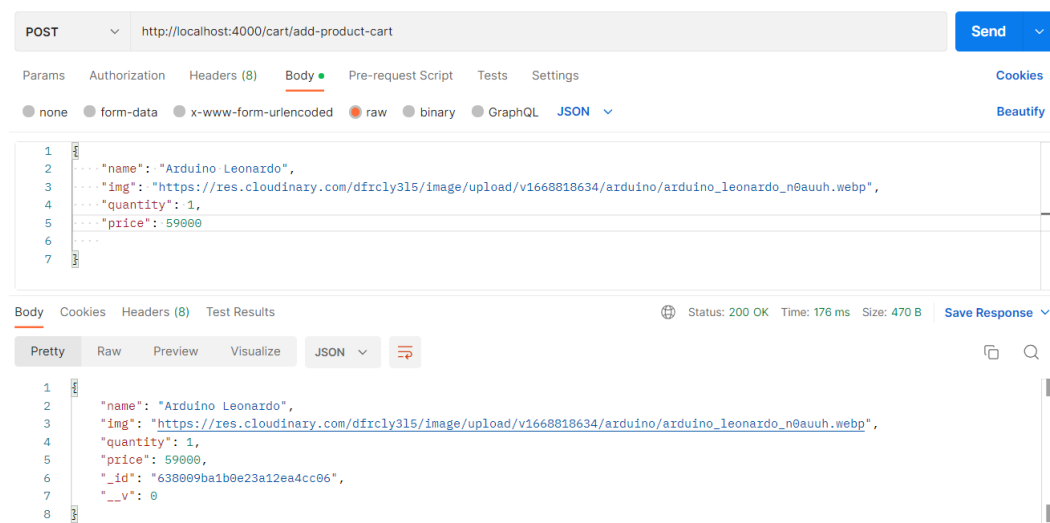 POST http://localhost:4000/cart/add-product-cart Send
Params Authorization Headers (8) Body Pre-request Script Tests Settings Cookies
none form-data x-www-form-urlencoded raw binary GraphQL JSON Beautify
1 {
2 "name": "Arduino Leonardo",
3 "img": "https://res.cloudinary.com/dfrcly3l5/image/upload/v1668818634/arduino/arduino_leonardo_n0auuh.webp",
4 "quantity": 1,
5 "price": 59000
6
7 }
Body Cookies Headers (8) Test Results Status: 200 OK Time: 176 ms Size: 470 B Save Response
Pretty Raw Preview Visualize JSON
1 {
2 "name": "Arduino Leonardo",
3 "img": "https://res.cloudinary.com/dfrcly3l5/image/upload/v1668818634/arduino/arduino_leonardo_n0auuh.webp",
4 "quantity": 1,
5 "price": 59000,
6 "_id": "638009ba1b0e23a12ea4cc06",
7 "__v": 0
8 }